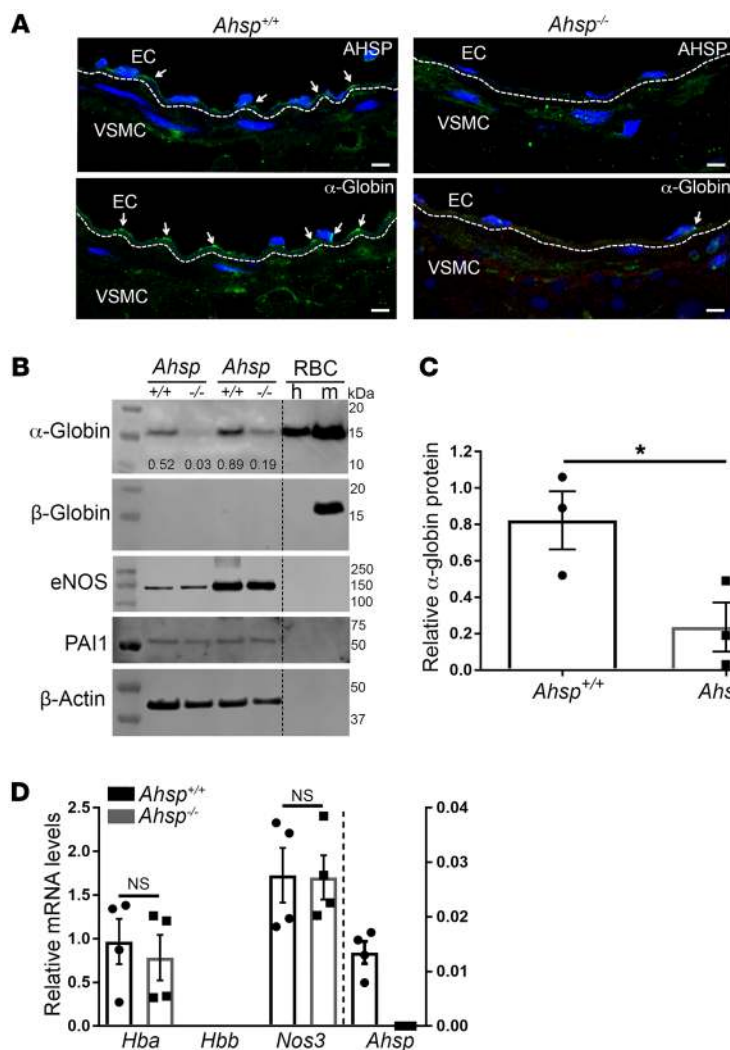 A
Ahsp+/+
Ahsp-/-
EC
AHSP
VSMC
EC
AHSP
VSMC
EC
α-Globin
VSMC
EC
α-Globin
VSMC
B
Ahsp Ahsp RBC
+/+ -/- +/+ -/- h m kDa
α-Globin
20
15
10
0.52 0.03 0.89 0.19
β-Globin
20
15
eNOS
250
150
100
PAI1
75
50
β-Actin
50
37
C
Relative α-globin protein
1.2
1.0
0.8
0.6
0.4
0.2
0.0
*
Ahsp+/+
Ahs
D
Relative mRNA levels
Ahsp+/+
Ahsp-/-
2.5
2.0
1.5
1.0
0.5
0.0
NS
NS
0.04
0.03
0.02
0.01
0.00
Hba Hbb Nos3 Ahsp